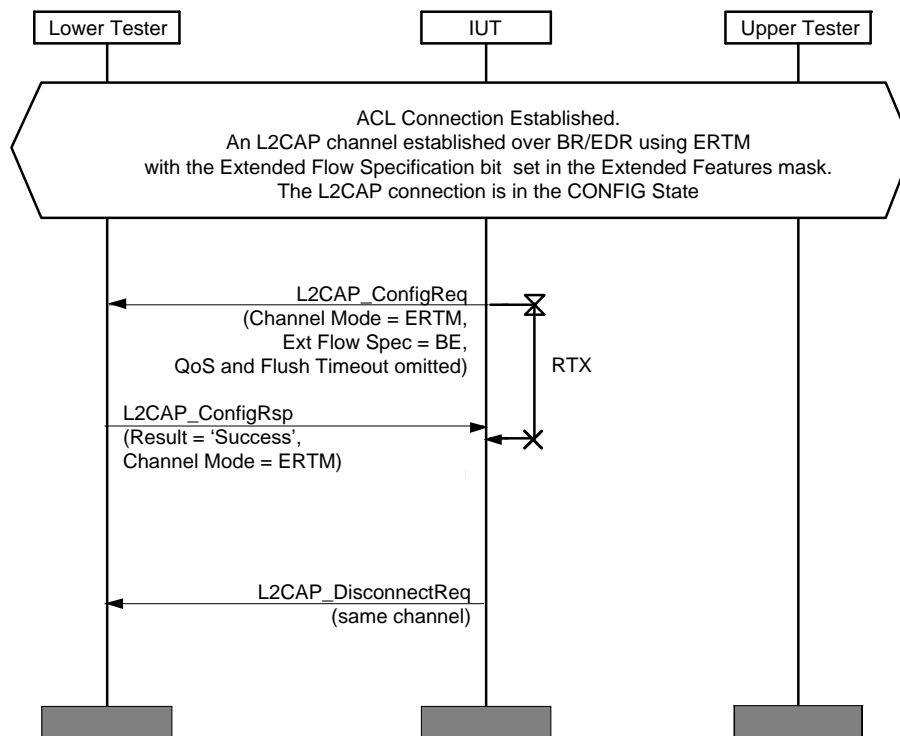 Lower Tester
IUT
Upper Tester
ACL Connection Established.
An L2CAP channel established over BR/EDR using ERTM
with the Extended Flow Specification bit set in the Extended Features mask.
The L2CAP connection is in the CONFIG State
L2CAP_ConfigReq
(Channel Mode = ERTM,
Ext Flow Spec = BE,
QoS and Flush Timeout omitted)
RTX
L2CAP_ConfigRsp
(Result = ‘Success’,
Channel Mode = ERTM)
L2CAP_DisconnectReq
(same channel)